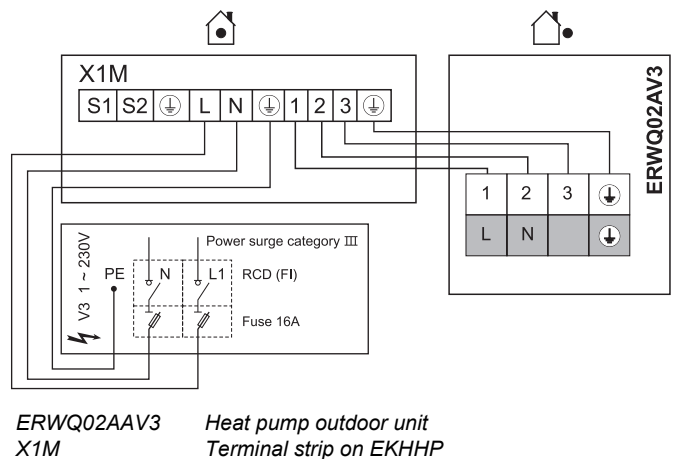 X1M
S1 S2 L N 1 2 3
ERWQ02AV3
1 2 3
L N
V3 1 ~ 230V
Power surge category III
PE N L1 RCD (FI)
Fuse 16A
ERWQ02AAV3 Heat pump outdoor unit
X1M Terminal strip on EKHHP